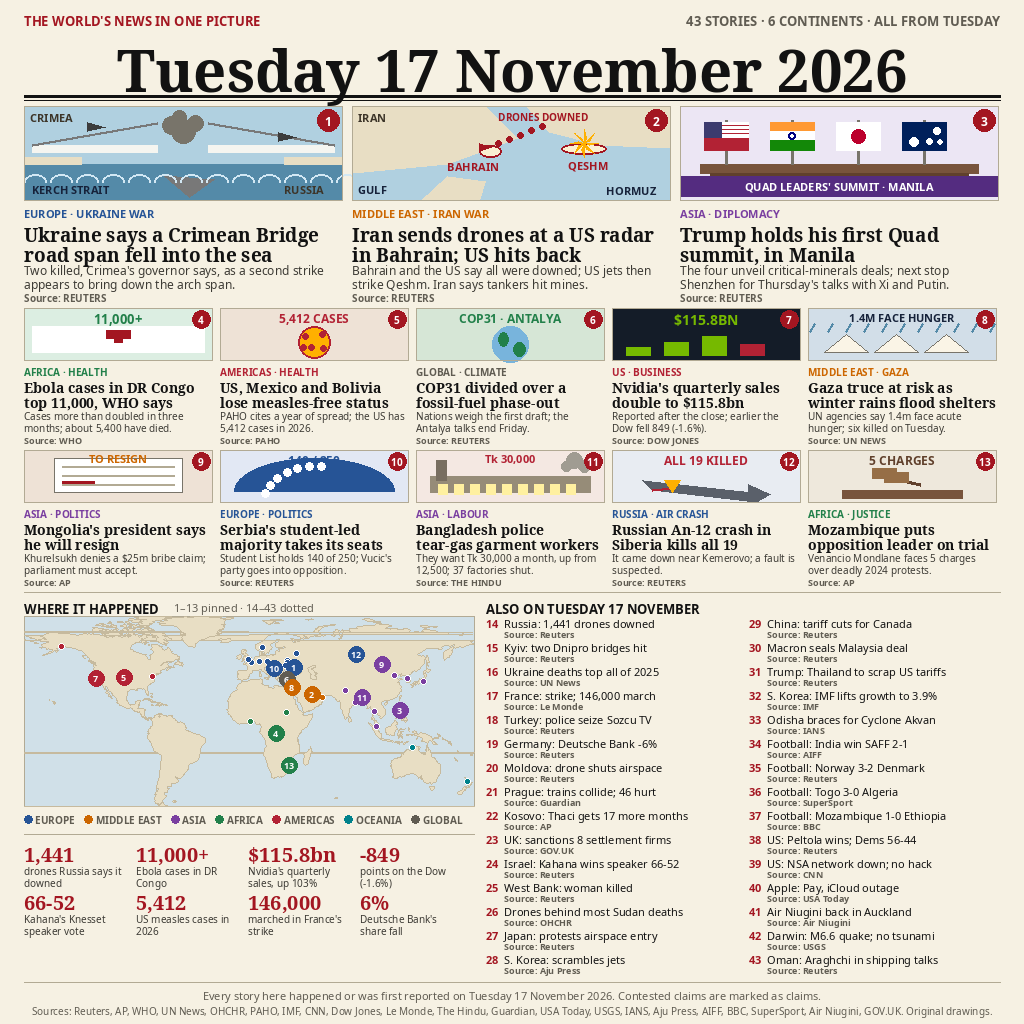 THE WORLD'S NEWS IN ONE PICTURE
43 STORIES · 6 CONTINENTS · ALL FROM TUESDAY
Tuesday 17 November 2026
CRIMEA
1
KERCH STRAIT
RUSSIA
EUROPE · UKRAINE WAR
Ukraine says a Crimean Bridge
road span fell into the sea
Two killed, Crimea's governor says, as a second strike
appears to bring down the arch span.
Source: REUTERS
IRAN
DRONES DOWNED
2
BAHRAIN
QESHM
GULF
HORMUZ
MIDDLE EAST · IRAN WAR
Iran sends drones at a US radar
in Bahrain; US hits back
Bahrain and the US say all were downed; US jets then
strike Qeshm. Iran says tankers hit mines.
Source: REUTERS
3
QUAD LEADERS' SUMMIT · MANILA
ASIA · DIPLOMACY
Trump holds his first Quad
summit, in Manila
The four unveil critical-minerals deals; next stop
Shenzhen for Thursday's talks with Xi and Putin.
Source: REUTERS
11,000+
4
AFRICA · HEALTH
Ebola cases in DR Congo
top 11,000, WHO says
Cases more than doubled in three
months; about 5,400 have died.
Source: WHO
5,412 CASES
5
AMERICAS · HEALTH
US, Mexico and Bolivia
lose measles-free status
PAHO cites a year of spread; the US has
5,412 cases in 2026.
Source: PAHO
COP31 · ANTALYA
6
GLOBAL · CLIMATE
COP31 divided over a
fossil-fuel phase-out
Nations weigh the first draft; the
Antalya talks end Friday.
Source: REUTERS
$115.8BN
7
US · BUSINESS
Nvidia's quarterly sales
double to $115.8bn
Reported after the close; earlier the
Dow fell 849 (-1.6%).
Source: DOW JONES
1.4M FACE HUNGER
8
MIDDLE EAST · GAZA
Gaza truce at risk as
winter rains flood shelters
UN agencies say 1.4m face acute
hunger; six killed on Tuesday.
Source: UN NEWS
TO RESIGN
9
ASIA · POLITICS
Mongolia's president says
he will resign
Khurelsukh denies a $25m bribe claim;
parliament must accept.
Source: AP
10
EUROPE · POLITICS
Serbia's student-led
majority takes its seats
Student List holds 140 of 250; Vucic's
party goes into opposition.
Source: REUTERS
Tk 30,000
11
ASIA · LABOUR
Bangladesh police
tear-gas garment workers
They want Tk 30,000 a month, up from
12,500; 37 factories shut.
Source: THE HINDU
ALL 19 KILLED
12
RUSSIA · AIR CRASH
Russian An-12 crash in
Siberia kills all 19
It came down near Kemerovo; a fault is
suspected.
Source: REUTERS
5 CHARGES
13
AFRICA · JUSTICE
Mozambique puts
opposition leader on trial
Venancio Mondlane faces 5 charges
over deadly 2024 protests.
Source: AP
WHERE IT HAPPENED
1–13 pinned · 14–43 dotted
12
9
10
1
7
5
8
2
11
3
4
13
EUROPE
MIDDLE EAST
ASIA
AFRICA
AMERICAS
OCEANIA
GLOBAL
1,441
drones Russia says it
downed
11,000+
Ebola cases in DR
Congo
$115.8bn
Nvidia's quarterly
sales, up 103%
-849
points on the Dow
(-1.6%)
66-52
Kahana's Knesset
speaker vote
5,412
US measles cases in
2026
146,000
marched in France's
strike
6%
Deutsche Bank's
share fall
ALSO ON TUESDAY 17 NOVEMBER
14 Russia: 1,441 drones downed
Source: Reuters
15 Kyiv: two Dnipro bridges hit
Source: Reuters
16 Ukraine deaths top all of 2025
Source: UN News
17 France: strike; 146,000 march
Source: Le Monde
18 Turkey: police seize Sozcu TV
Source: Reuters
19 Germany: Deutsche Bank -6%
Source: Reuters
20 Moldova: drone shuts airspace
Source: Reuters
21 Prague: trains collide; 46 hurt
Source: Guardian
22 Kosovo: Thaci gets 17 more months
Source: AP
23 UK: sanctions 8 settlement firms
Source: GOV.UK
24 Israel: Kahana wins speaker 66-52
Source: Reuters
25 West Bank: woman killed
Source: Reuters
26 Drones behind most Sudan deaths
Source: OHCHR
27 Japan: protests airspace entry
Source: Reuters
28 S. Korea: scrambles jets
Source: Aju Press
29 China: tariff cuts for Canada
Source: Reuters
30 Macron seals Malaysia deal
Source: Reuters
31 Trump: Thailand to scrap US tariffs
Source: Reuters
32 S. Korea: IMF lifts growth to 3.9%
Source: IMF
33 Odisha braces for Cyclone Akvan
Source: IANS
34 Football: India win SAFF 2-1
Source: AIFF
35 Football: Norway 3-2 Denmark
Source: Reuters
36 Football: Togo 3-0 Algeria
Source: SuperSport
37 Football: Mozambique 1-0 Ethiopia
Source: BBC
38 US: Peltola wins; Dems 56-44
Source: Reuters
39 US: NSA network down; no hack
Source: CNN
40 Apple: Pay, iCloud outage
Source: USA Today
41 Air Niugini back in Auckland
Source: Air Niugini
42 Darwin: M6.6 quake; no tsunami
Source: USGS
43 Oman: Araghchi in shipping talks
Source: Reuters
Every story here happened or was first reported on Tuesday 17 November 2026. Contested claims are marked as claims.
Sources: Reuters, AP, WHO, UN News, OHCHR, PAHO, IMF, CNN, Dow Jones, Le Monde, The Hindu, Guardian, USA Today, USGS, IANS, Aju Press, AIFF, BBC, SuperSport, Air Niugini, GOV.UK. Original drawings.